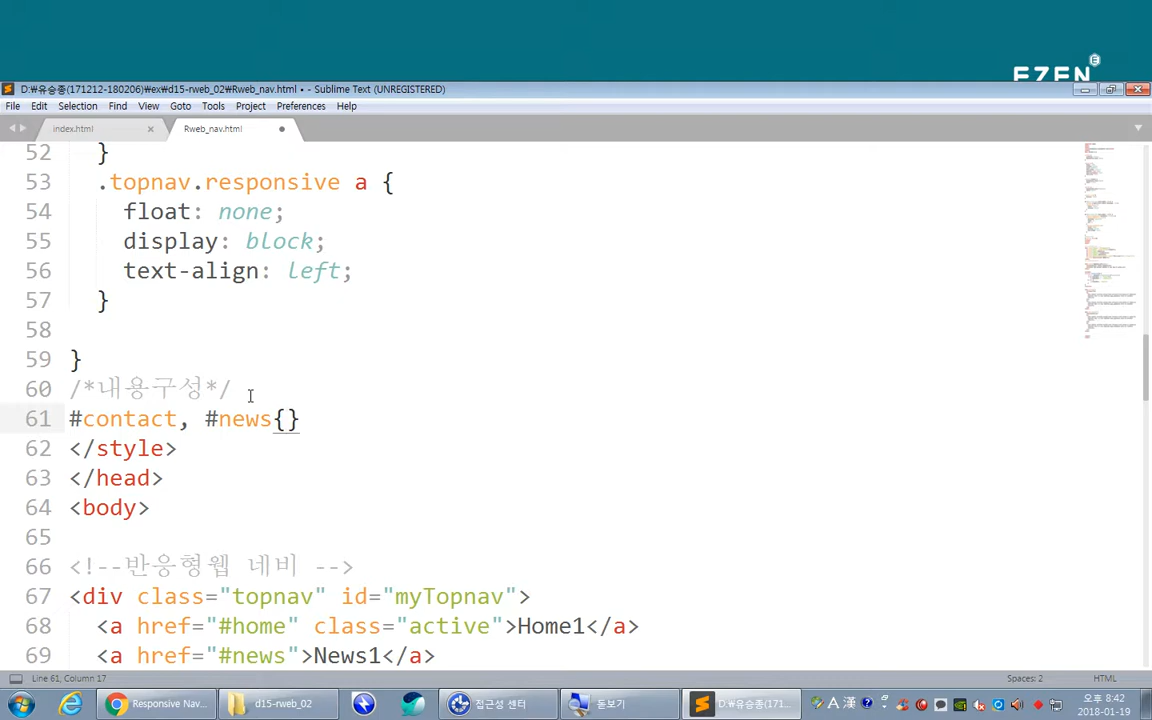 EZEN
D:₩유승종(171212-180206)₩ex₩d15-rweb_02₩Rweb_nav.html • - Sublime Text (UNREGISTERED)
File Edit Selection Find View Goto Tools Project Preferences Help
index.html Rweb_nav.html
52 }
53 .topnav.responsive a {
54 float: none;
55 display: block;
56 text-align: left;
57 }
58
59 }
60 /*내용구성*/
61 #contact, #news{}
62 </style>
63 </head>
64 <body>
65
66 <!--반응형웹 네비 -->
67 <div class="topnav" id="myTopnav">
68 <a href="#home" class="active">Home1</a>
69 <a href="#news">News1</a>
Line 61, Column 17 Spaces: 2 HTML
Responsive Nav... d15-rweb_02 접근성 센터 돋보기 D:₩유승종(171... A 漢 오후 8:42
2018-01-19